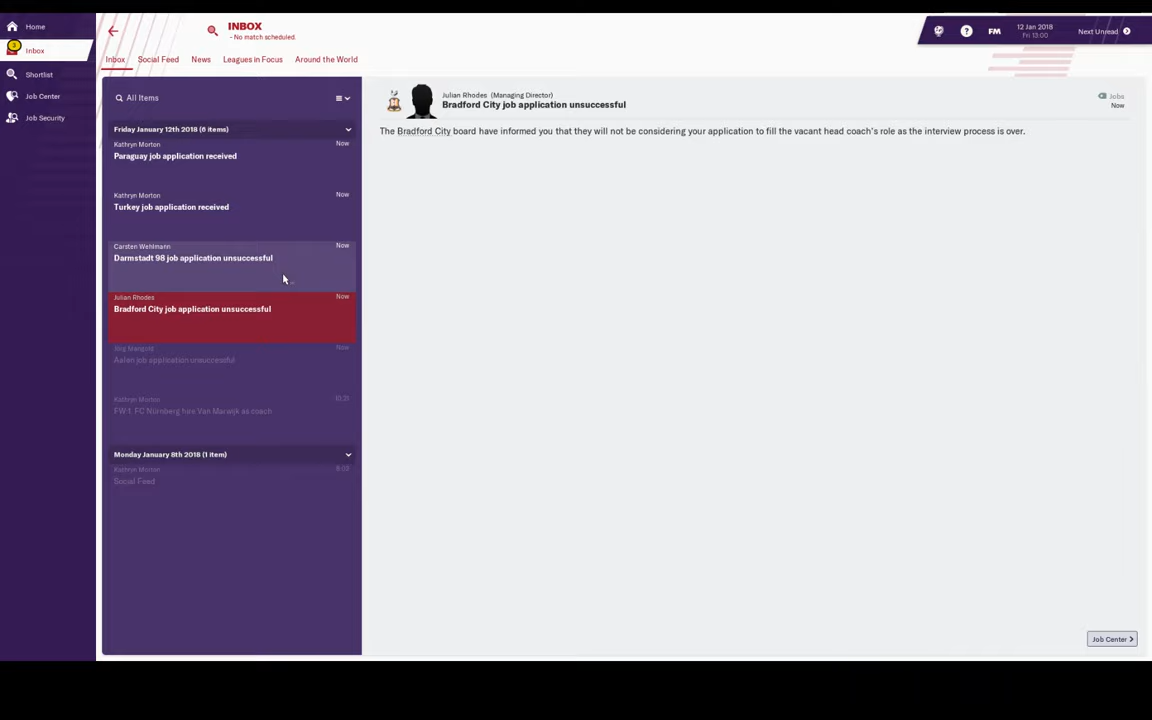 Home
Inbox
3
Shortlist
Job Center
Job Security
INBOX
- No match scheduled.
Inbox
Social Feed
News
Leagues in Focus
Around the World
?
FM
12 Jan 2018
Fri 13:00
Next Unread
All Items
Friday January 12th 2018 (6 items)
Kathryn Morton
Now
Paraguay job application received
Kathryn Morton
Now
Turkey job application received
Carsten Wehlmann
Now
Darmstadt 98 job application unsuccessful
Julian Rhodes
Now
Bradford City job application unsuccessful
Now
Aalen job application unsuccessful
Kathryn Morton
10:21
FW1. FC Nürnberg hire Van Marwijk as coach
Monday January 8th 2018 (1 item)
Kathryn Morton
Social Feed
Julian Rhodes (Managing Director)
Bradford City job application unsuccessful
Jobs
Now
The Bradford City board have informed you that they will not be considering your application to fill the vacant head coach's role as the interview process is over.
Job Center